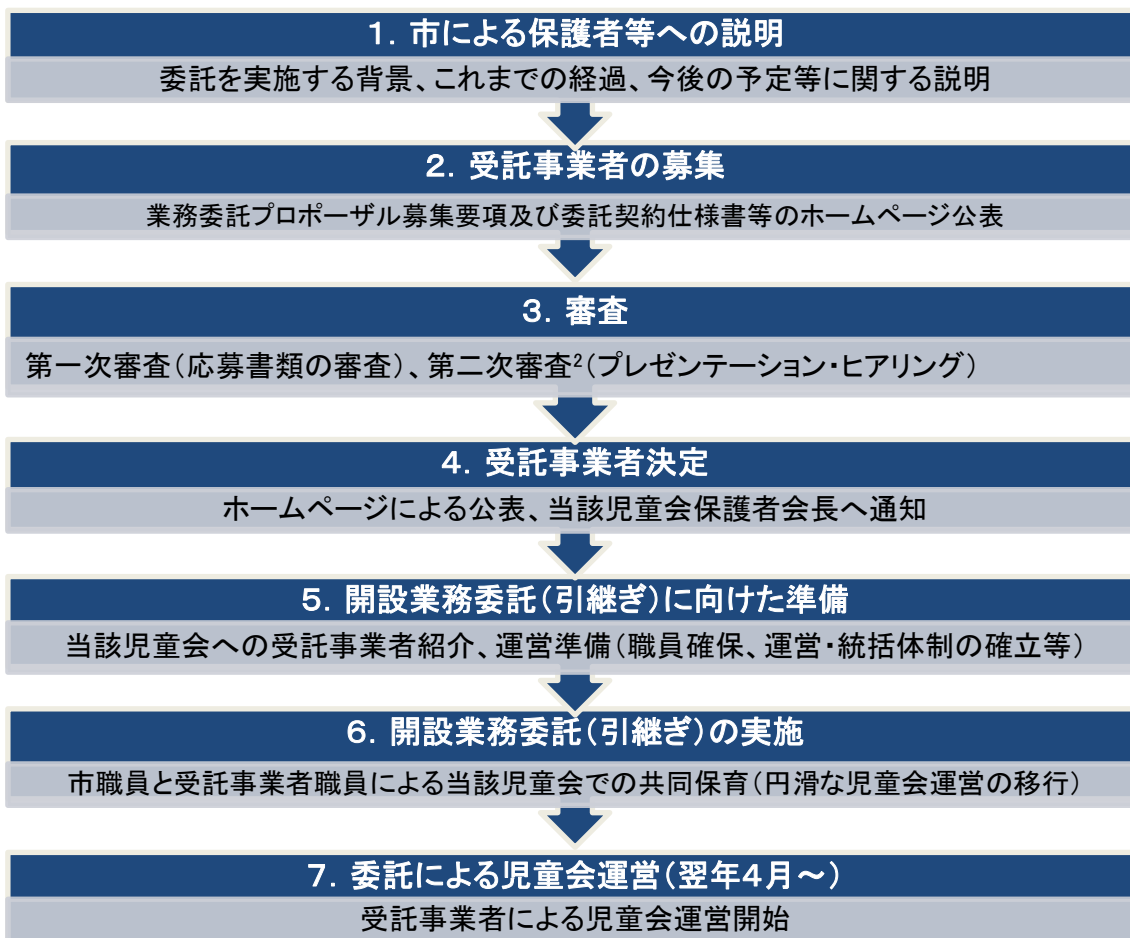 １．市による保護者等への説明
委託を実施する背景、これまでの経過、今後の予定等に関する説明
２．受託事業者の募集
業務委託プロポーザル募集要項及び委託契約仕様書等のホームページ公表
３．審査
第一次審査（応募書類の審査）、第二次審査²（プレゼンテーション・ヒアリング）
４．受託事業者決定
ホームページによる公表、当該児童会保護者会長へ通知
５．開設業務委託（引継ぎ）に向けた準備
当該児童会への受託事業者紹介、運営準備（職員確保、運営・統括体制の確立等）
６．開設業務委託（引継ぎ）の実施
市職員と受託事業者職員による当該児童会での共同保育（円滑な児童会運営の移行）
７．委託による児童会運営（翌年４月～）
受託事業者による児童会運営開始